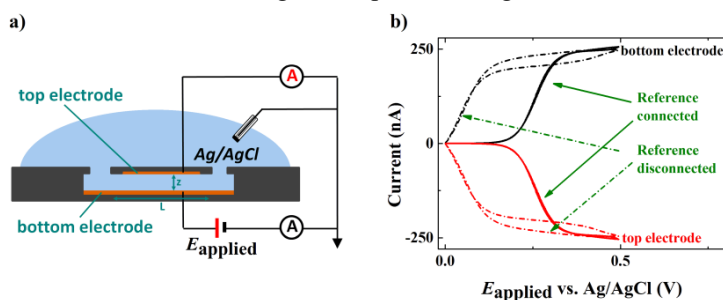 a)
A
top electrode
Ag/AgCl
z
L
bottom electrode
A
E applied
b)
250
bottom electrode
Reference
connected
Current (nA)
0
Reference
disconnected
-250
top electrode
0.0
0.5
E applied vs. Ag/AgCl (V)